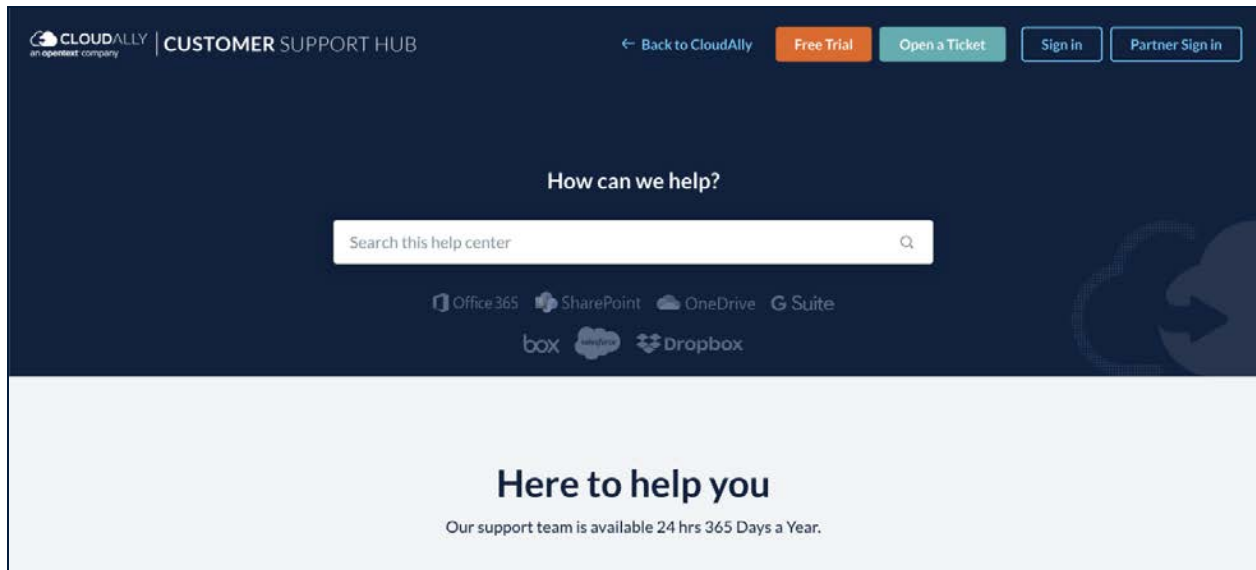 CLOUDALLY | CUSTOMER SUPPORT HUB
an opentext company
← Back to CloudAlly
Free Trial
Open a Ticket
Sign in
Partner Sign in
How can we help?
Search this help center
Office 365 SharePoint OneDrive G Suite
box salesforce Dropbox
Here to help you
Our support team is available 24 hrs 365 Days a Year.